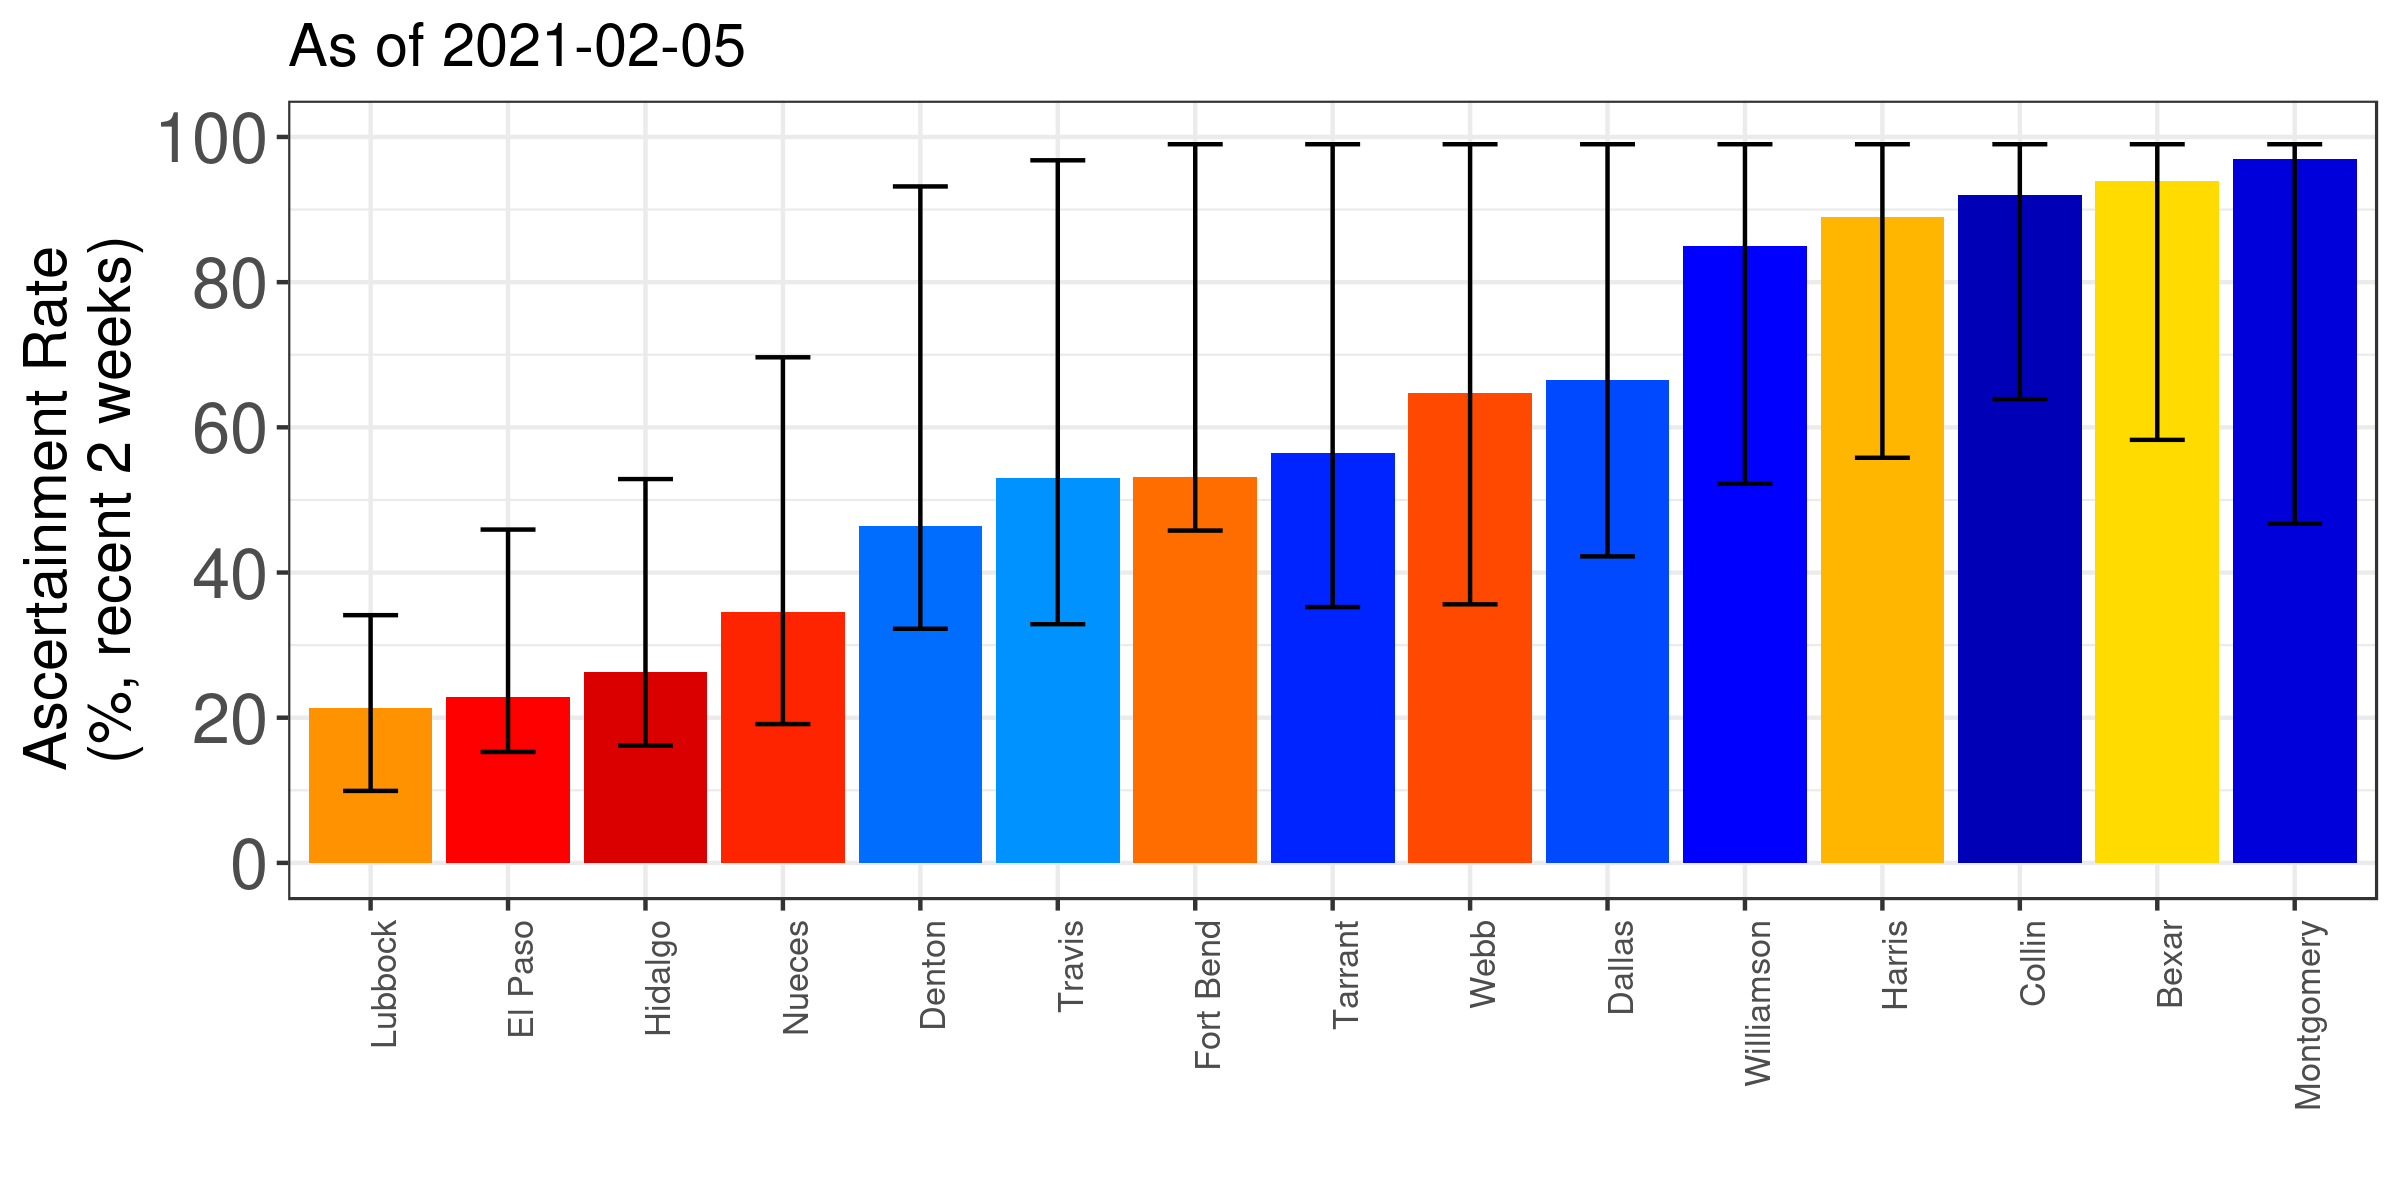 As of 2021-02-05
Ascertainment Rate
(%, recent 2 weeks)
100
80
60
40
20
0
Lubbock
El Paso
Hidalgo
Nueces
Denton
Travis
Fort Bend
Tarrant
Webb
Dallas
Williamson
Harris
Collin
Bexar
Montgomery